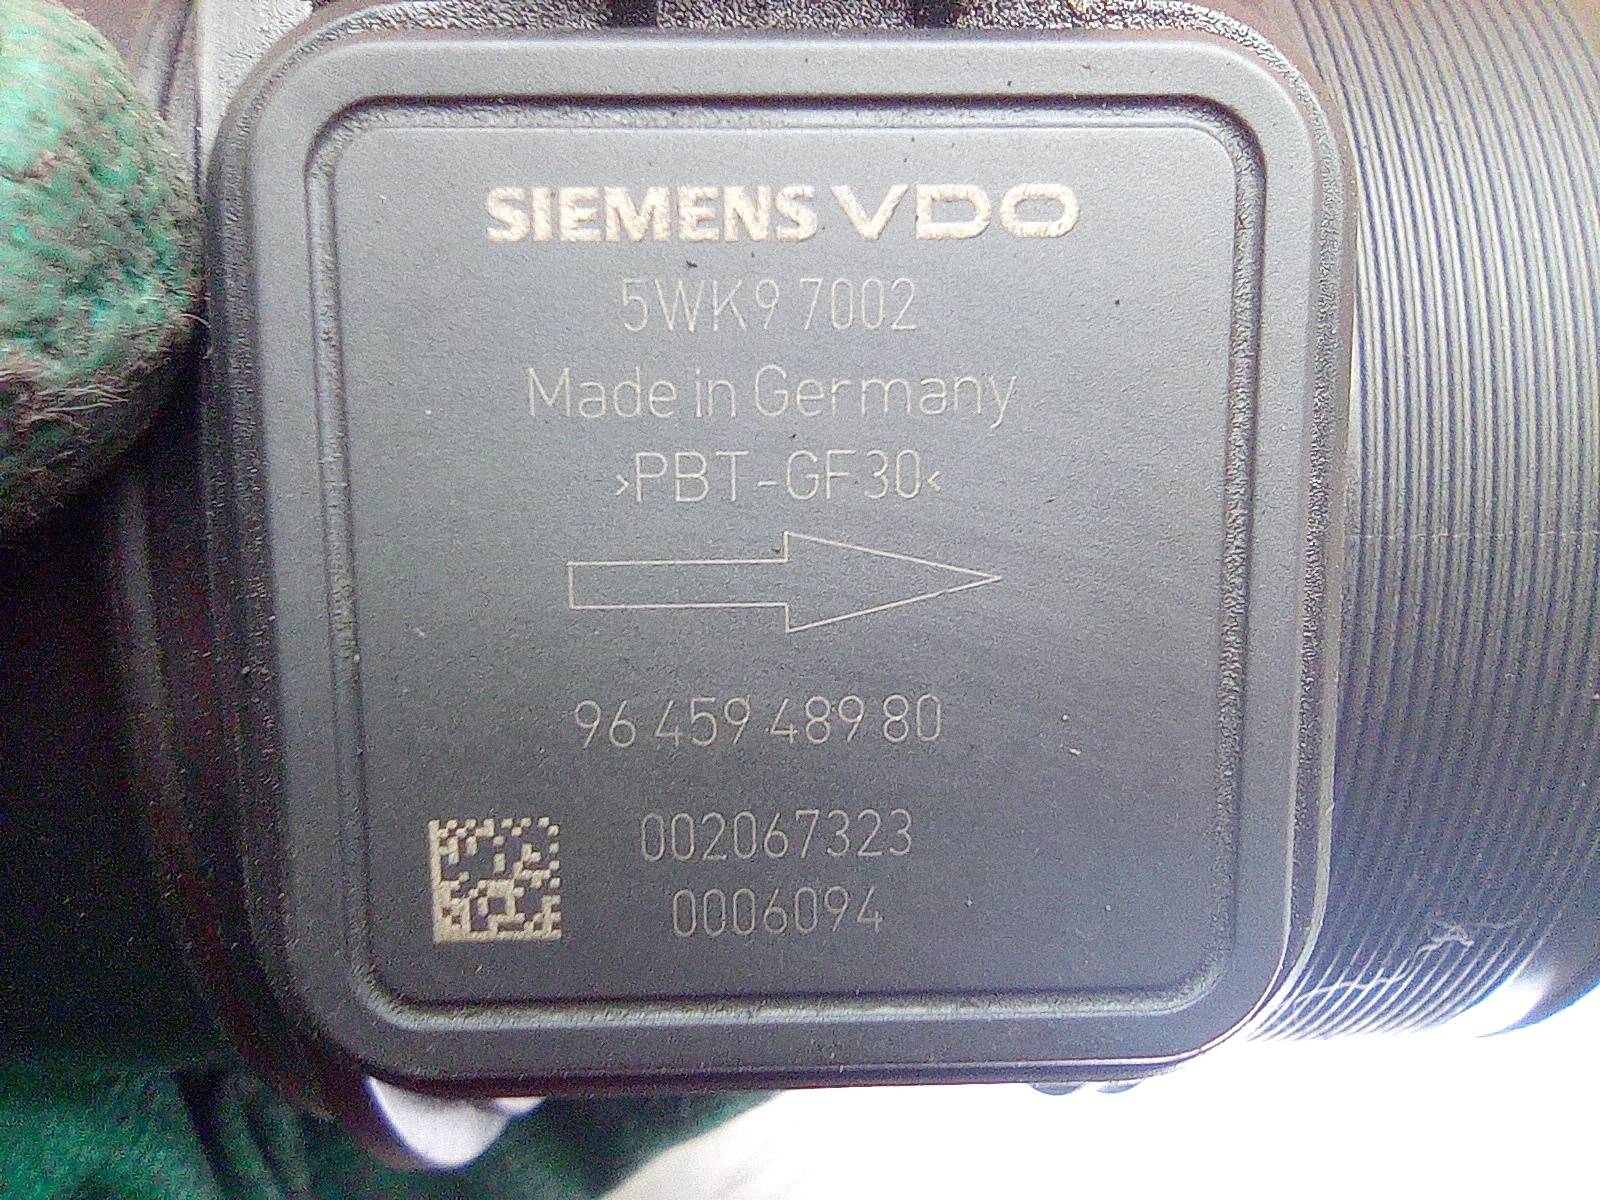 SIEMENS VDO
5WK9 7002
Made in Germany
>PBT-GF30<
96 459 489 80
002067323
0006094